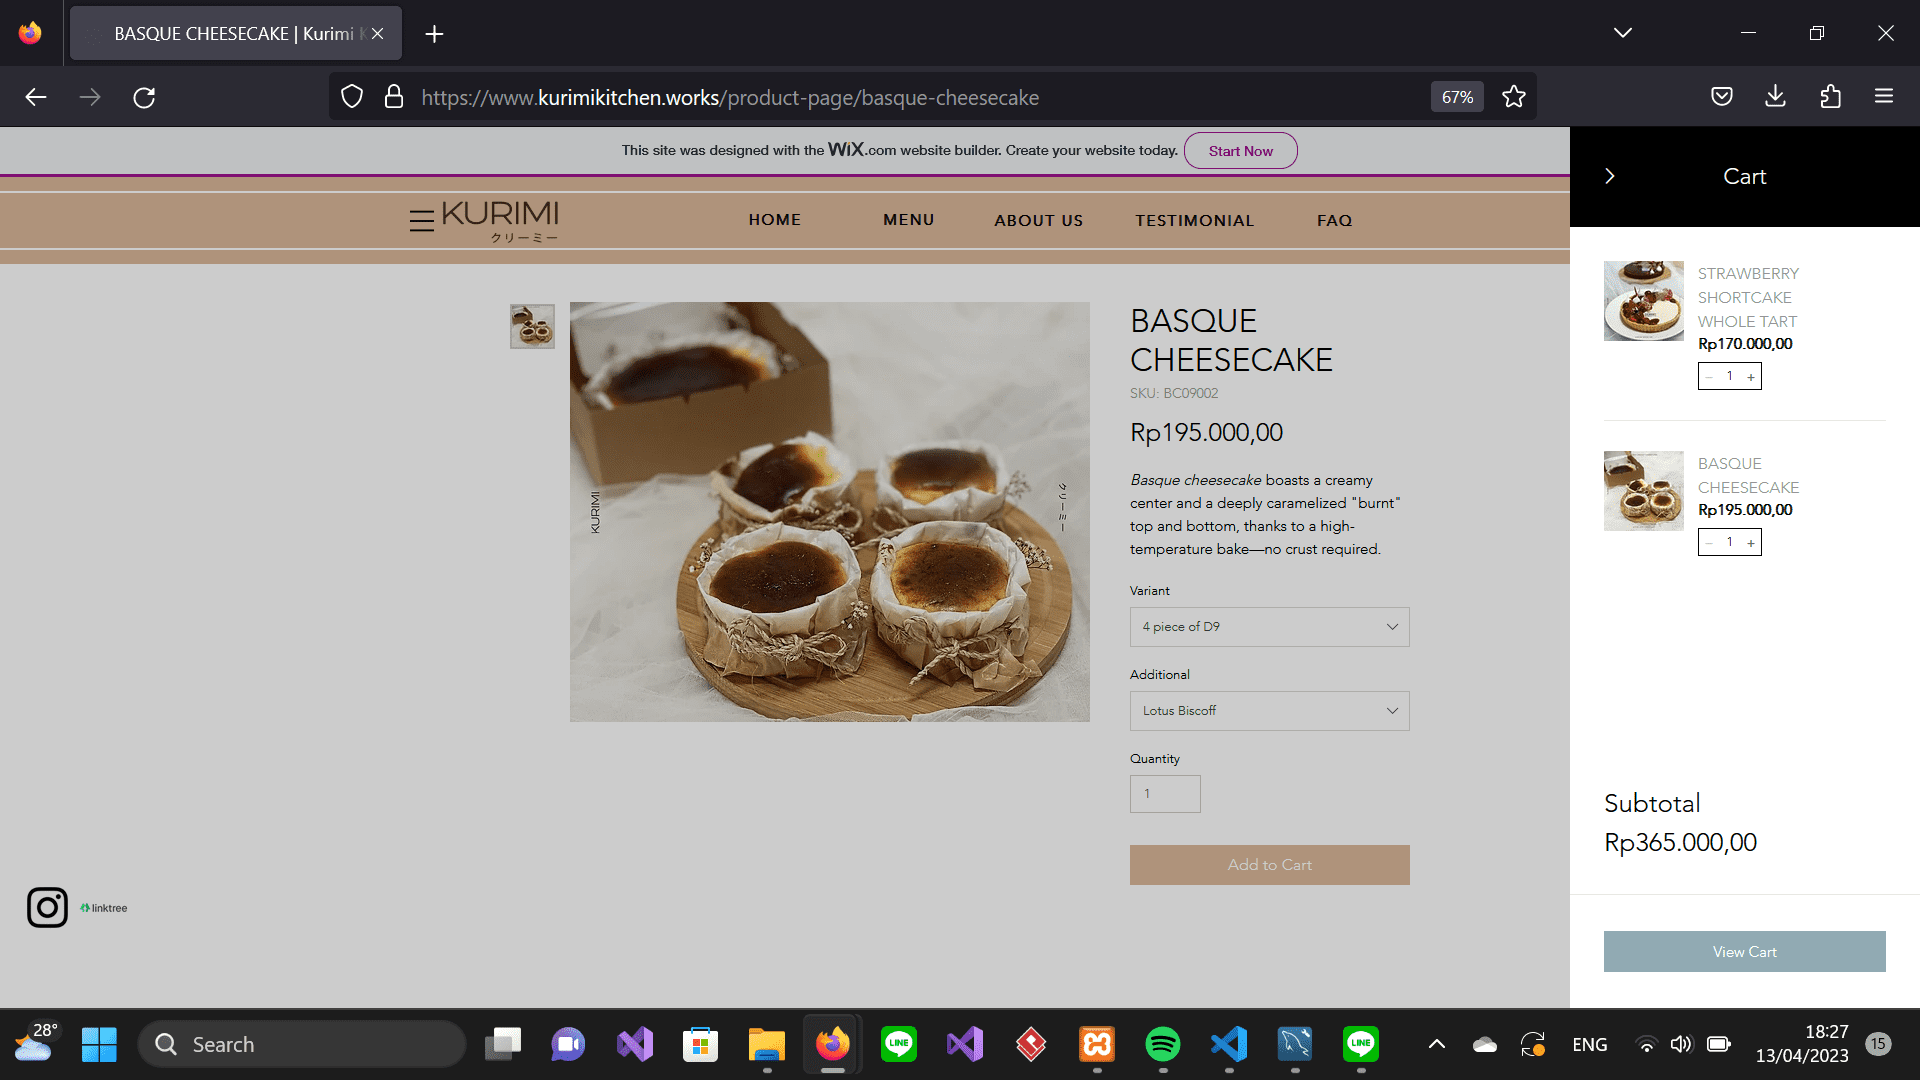 BASQUE CHEESECAKE | Kurimi K
https://www.kurimikitchen.works/product-page/basque-cheesecake
67%
This site was designed with the WiX.com website builder. Create your website today.
Start Now
KURIMI
クリーミー
HOME
MENU
ABOUT US
TESTIMONIAL
FAQ
KURIMI
クリーミー
BASQUE
CHEESECAKE
SKU: BC09002
Rp195.000,00
Basque cheesecake boasts a creamy
center and a deeply caramelized "burnt"
top and bottom, thanks to a high-
temperature bake—no crust required.
Variant
4 piece of D9
Additional
Lotus Biscoff
Quantity
1
Add to Cart
linktree
Cart
STRAWBERRY
SHORTCAKE
WHOLE TART
Rp170.000,00
− 1 +
BASQUE
CHEESECAKE
Rp195.000,00
− 1 +
Subtotal
Rp365.000,00
View Cart
28°
Search
LINE
LINE
ENG
18:27
13/04/2023
15